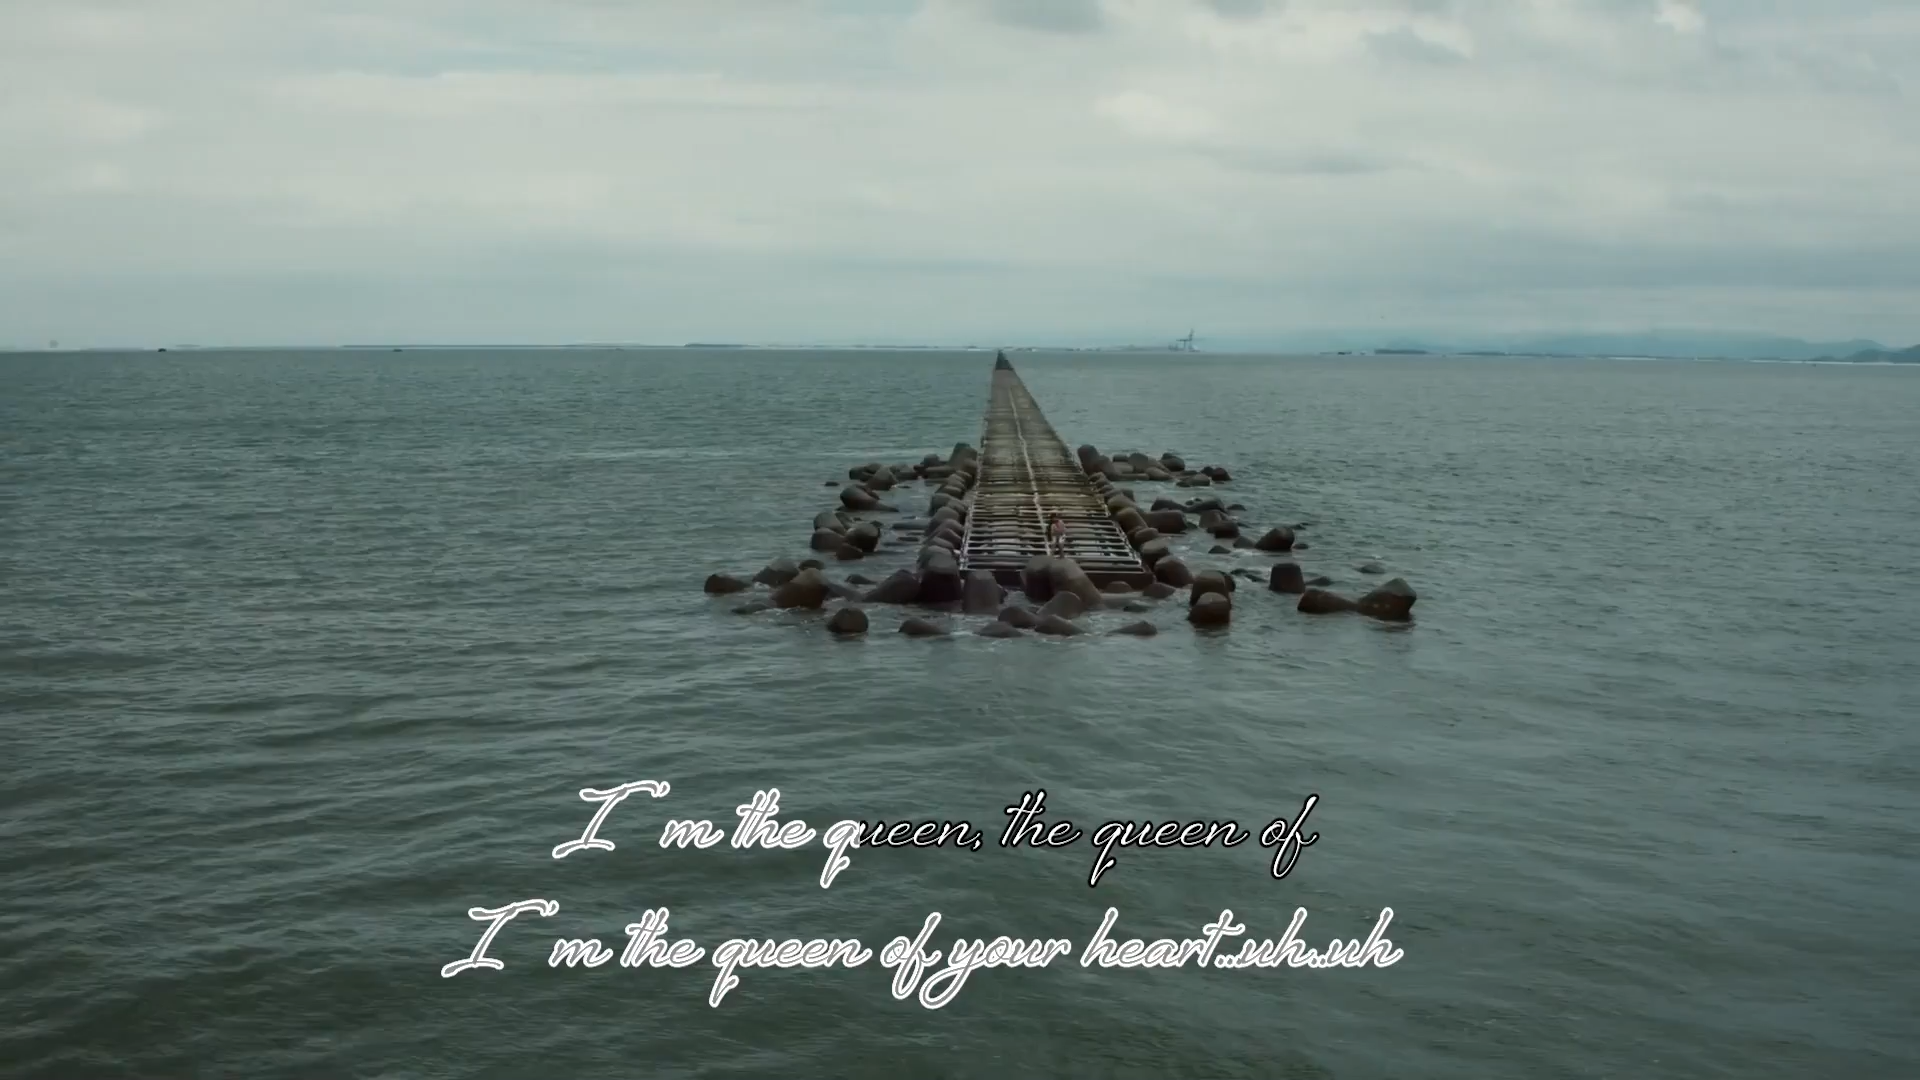 I'm the queen, the queen of
I'm the queen of your heart...uh..uh